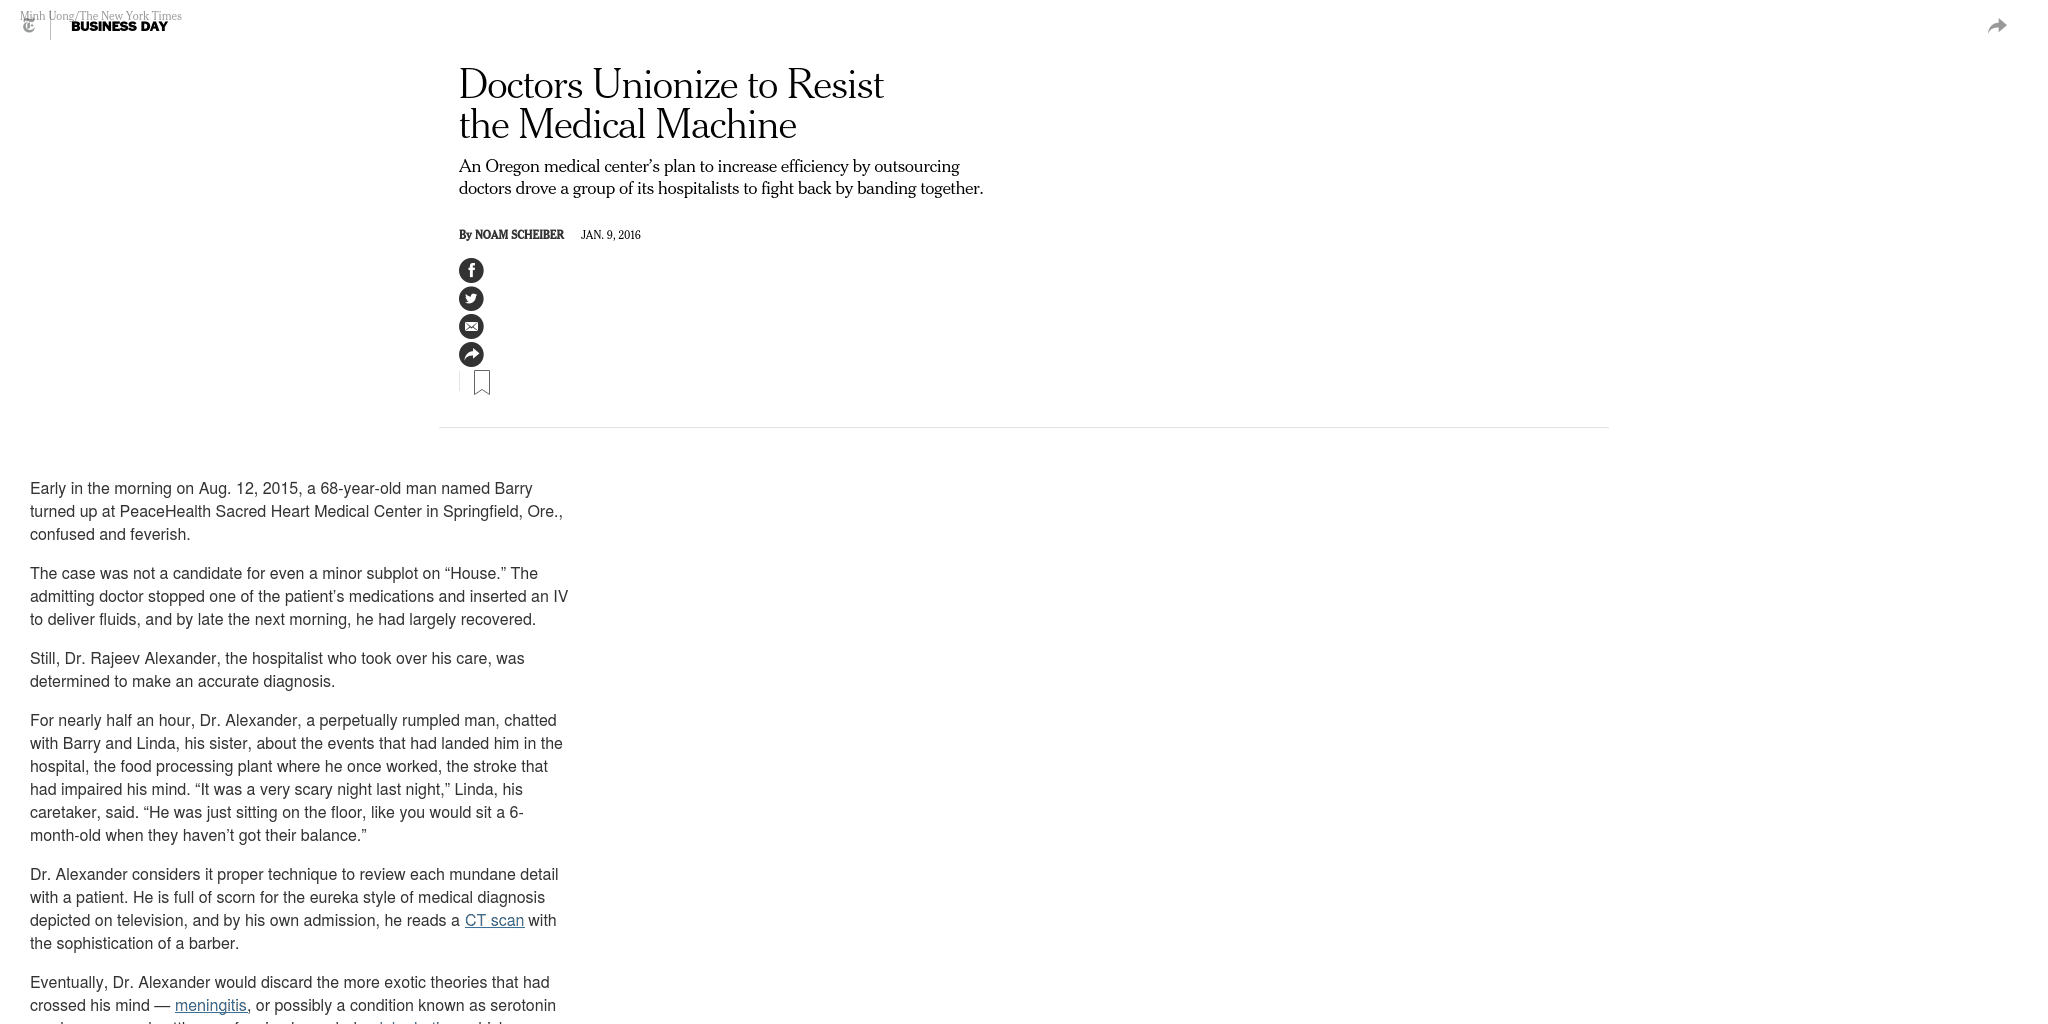 Minh Uong/The New York Times
BUSINESS DAY
Doctors Unionize to Resist
the Medical Machine
An Oregon medical center’s plan to increase efficiency by outsourcing
doctors drove a group of its hospitalists to fight back by banding together.
By NOAM SCHEIBER JAN. 9, 2016
Early in the morning on Aug. 12, 2015, a 68-year-old man named Barry
turned up at PeaceHealth Sacred Heart Medical Center in Springfield, Ore.,
confused and feverish.
The case was not a candidate for even a minor subplot on “House.” The
admitting doctor stopped one of the patient’s medications and inserted an IV
to deliver fluids, and by late the next morning, he had largely recovered.
Still, Dr. Rajeev Alexander, the hospitalist who took over his care, was
determined to make an accurate diagnosis.
For nearly half an hour, Dr. Alexander, a perpetually rumpled man, chatted
with Barry and Linda, his sister, about the events that had landed him in the
hospital, the food processing plant where he once worked, the stroke that
had impaired his mind. “It was a very scary night last night,” Linda, his
caretaker, said. “He was just sitting on the floor, like you would sit a 6-
month-old when they haven’t got their balance.”
Dr. Alexander considers it proper technique to review each mundane detail
with a patient. He is full of scorn for the eureka style of medical diagnosis
depicted on television, and by his own admission, he reads a CT scan with
the sophistication of a barber.
Eventually, Dr. Alexander would discard the more exotic theories that had
crossed his mind — meningitis, or possibly a condition known as serotonin